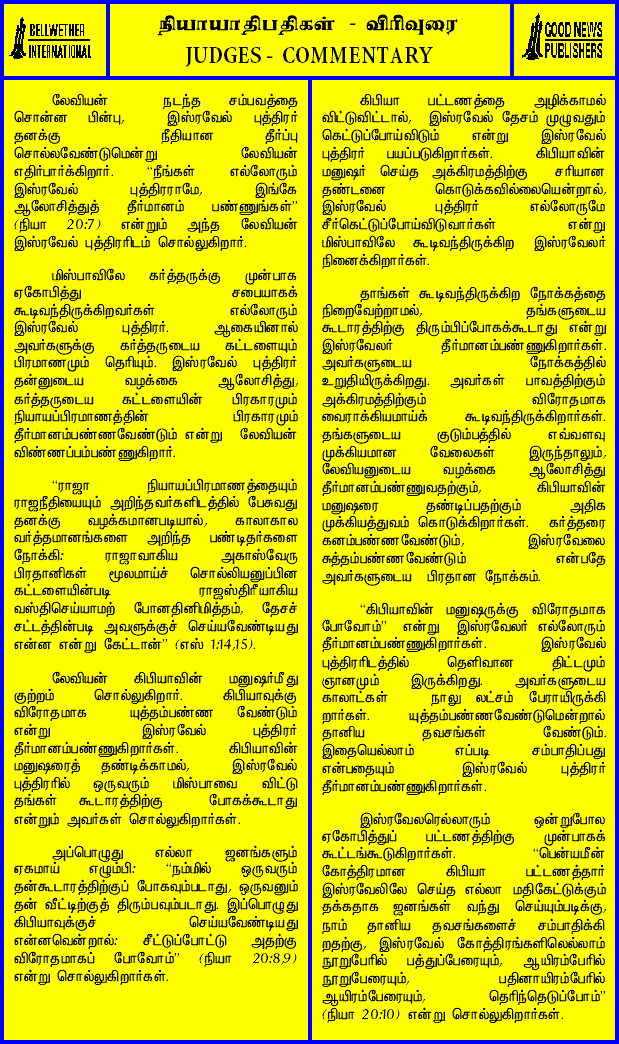 BELLWETHER
INTERNATIONAL
நியாயாதிபதிகள் - விரிவுரை
JUDGES - COMMENTARY
GOOD NEWS
PUBLISHERS
லேவியன் நடந்த சம்பவத்தை
சொன்ன பின்பு, இஸ்ரவேல் புத்திரர்
தனக்கு நீதியான தீர்ப்பு
சொல்லவேண்டுமென்று லேவியன்
எதிர்பார்க்கிறார். “நீங்கள் எல்லோரும்
இஸ்ரவேல் புத்திரராமே, இங்கே
ஆலோசித்துத் தீர்மானம் பண்ணுங்கள்”
(நியா 20:7) என்றும் அந்த லேவியன்
இஸ்ரவேல் புத்திரரிடம் சொல்லுகிறார்.
மிஸ்பாவிலே கர்த்தருக்கு முன்பாக
ஏகோபித்து சபையாகக்
கூடிவந்திருக்கிறவர்கள் எல்லோரும்
இஸ்ரவேல் புத்திரர். ஆகையினால்
அவர்களுக்கு கர்த்தருடைய கட்டளையும்
பிரமாணமும் தெரியும். இஸ்ரவேல் புத்திரர்
தன்னுடைய வழக்கை ஆலோசித்து,
கர்த்தருடைய கட்டளையின் பிரகாரமும்
நியாயப்பிரமாணத்தின் பிரகாரமும்
தீர்மானம்பண்ணவேண்டும் என்று லேவியன்
விண்ணப்பம்பண்ணுகிறார்.
“ராஜா நியாயப்பிரமாணத்தையும்
ராஜநீதியையும் அறிந்தவர்களிடத்தில் பேசுவது
தனக்கு வழக்கமானபடியால், காலாகால
வர்த்தமானங்களை அறிந்த பண்டிதர்களை
நோக்கி: ராஜாவாகிய அகாஸ்வேரு
பிரதானிகள் மூலமாய்ச் சொல்லியனுப்பின
கட்டளையின்படி ராஜஸ்திரீயாகிய
வஸ்திசெய்யாமற் போனதினிமித்தம், தேசச்
சட்டத்தின்படி அவளுக்குச் செய்யவேண்டியது
என்ன என்று கேட்டான்” (எஸ் 1:14,15).
லேவியன் கிபியாவின் மனுஷர்மீது
குற்றம் சொல்லுகிறார். கிபியாவுக்கு
விரோதமாக யுத்தம்பண்ண வேண்டும்
என்று இஸ்ரவேல் புத்திரர்
தீர்மானம்பண்ணுகிறார்கள். கிபியாவின்
மனுஷரைத் தண்டிக்காமல், இஸ்ரவேல்
புத்திரரில் ஒருவரும் மிஸ்பாவை விட்டு
தங்கள் கூடாரத்திற்கு போகக்கூடாது
என்றும் அவர்கள் சொல்லுகிறார்கள்.
அப்பொழுது எல்லா ஜனங்களும்
ஏகமாய் எழும்பி: “நம்மில் ஒருவரும்
தன்கூடாரத்திற்குப் போகவும்படாது, ஒருவனும்
தன் வீட்டிற்குத் திரும்பவும்படாது. இப்பொழுது
கிபியாவுக்குச் செய்யவேண்டியது
என்னவென்றால்: சீட்டுப்போட்டு அதற்கு
விரோதமாகப் போவோம்” (நியா 20:8,9)
என்று சொல்லுகிறார்கள்.
கிபியா பட்டணத்தை அழிக்காமல்
விட்டுவிட்டால், இஸ்ரவேல் தேசம் முழுவதும்
கெட்டுப்போய்விடும் என்று இஸ்ரவேல்
புத்திரர் பயப்படுகிறார்கள். கிபியாவின்
மனுஷர் செய்த அக்கிரமத்திற்கு சரியான
தண்டனை கொடுக்கவில்லையென்றால்,
இஸ்ரவேல் புத்திரர் எல்லோருமே
சீர்கெட்டுப்போய்விடுவார்கள் என்று
மிஸ்பாவிலே கூடிவந்திருக்கிற இஸ்ரவேலர்
நினைக்கிறார்கள்.
தாங்கள் கூடிவந்திருக்கிற நோக்கத்தை
நிறைவேற்றாமல், தங்களுடைய
கூடாரத்திற்கு திரும்பிப்போகக்கூடாது என்று
இஸ்ரவேலர் தீர்மானம்பண்ணுகிறார்கள்.
அவர்களுடைய நோக்கத்தில்
உறுதியிருக்கிறது. அவர்கள் பாவத்திற்கும்
அக்கிரமத்திற்கும் விரோதமாக
வைராக்கியமாய்க் கூடிவந்திருக்கிறார்கள்.
தங்களுடைய குடும்பத்தில் எவ்வளவு
முக்கியமான வேலைகள் இருந்தாலும்,
லேவியனுடைய வழக்கை ஆலோசித்து
தீர்மானம்பண்ணுவதற்கும், கிபியாவின்
மனுஷரை தண்டிப்பதற்கும் அதிக
முக்கியத்துவம் கொடுக்கிறார்கள். கர்த்தரை
கனம்பண்ணவேண்டும், இஸ்ரவேலை
சுத்தம்பண்ணவேண்டும் என்பதே
அவர்களுடைய பிரதான நோக்கம்.
“கிபியாவின் மனுஷருக்கு விரோதமாக
போவோம்” என்று இஸ்ரவேலர் எல்லோரும்
தீர்மானம்பண்ணுகிறார்கள். இஸ்ரவேல்
புத்திரரிடத்தில் தெளிவான திட்டமும்
ஞானமும் இருக்கிறது. அவர்களுடைய
காலாட்கள் நாலு லட்சம் பேராயிருக்கி
றார்கள். யுத்தம்பண்ணவேண்டுமென்றால்
தானிய தவசங்கள் வேண்டும்.
இதையெல்லாம் எப்படி சம்பாதிப்பது
என்பதையும் இஸ்ரவேல் புத்திரர்
தீர்மானம்பண்ணுகிறார்கள்.
இஸ்ரவேலரெல்லாரும் ஒன்றுபோல
ஏகோபித்துப் பட்டணத்திற்கு முன்பாகக்
கூட்டங்கூடுகிறார்கள். “பென்யமீன்
கோத்திரமான கிபியா பட்டணத்தார்
இஸ்ரவேலிலே செய்த எல்லா மதிகேட்டுக்கும்
தக்கதாக ஜனங்கள் வந்து செய்யும்படிக்கு,
நாம் தானிய தவசங்களைச் சம்பாதிக்கி
றதற்கு, இஸ்ரவேல் கோத்திரங்களிலெல்லாம்
நூறுபேரில் பத்துப்பேரையும், ஆயிரம்பேரில்
நூறுபேரையும், பதினாயிரம்பேரில்
ஆயிரம்பேரையும், தெரிந்தெடுப்போம்”
(நியா 20:10) என்று சொல்லுகிறார்கள்.